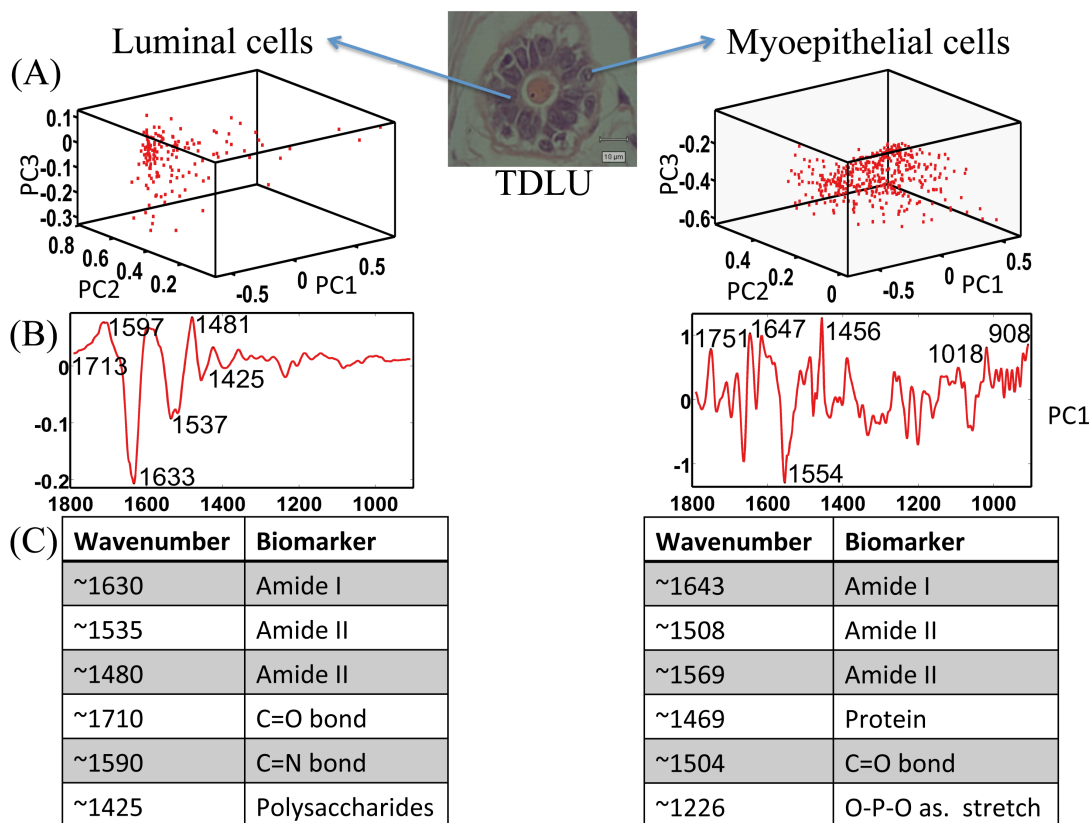 Luminal cells
Myoepithelial cells
(A)
0.1
0
-0.1
-0.2
-0.3
PC3
0.8
0.6
0.4
0.2
PC2
-0.5
0
0.5
PC1
10 µm
TDLU
-0.2
-0.4
-0.6
PC3
0.4
0.2
0
PC2
-0.5
0
0.5
PC1
(B)
0
-0.1
-0.2
1713
1597
1481
1425
1537
1633
1800 1600 1400 1200 1000
1
0
-1
1751
1647
1456
1018
908
1554
PC1
1800 1600 1400 1200 1000
(C)
Wavenumber Biomarker
~1630 Amide I
~1535 Amide II
~1480 Amide II
~1710 C=O bond
~1590 C=N bond
~1425 Polysaccharides
Wavenumber Biomarker
~1643 Amide I
~1508 Amide II
~1569 Amide II
~1469 Protein
~1504 C=O bond
~1226 O-P-O as. stretch